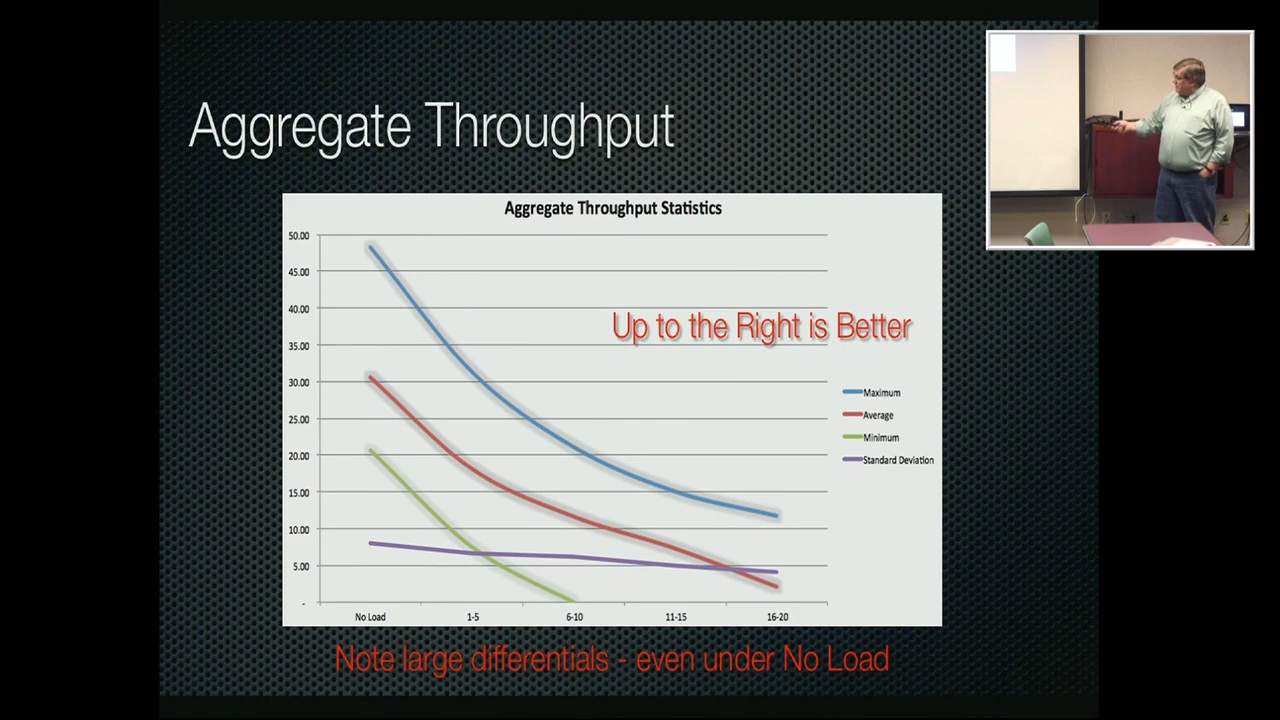 Aggregate Throughput
Aggregate Throughput Statistics
50.00
45.00
40.00
35.00
30.00
25.00
20.00
15.00
10.00
5.00
-
Up to the Right is Better
Maximum
Average
Minimum
Standard Deviation
No Load 1-5 6-10 11-15 16-20
Note large differentials - even under No Load